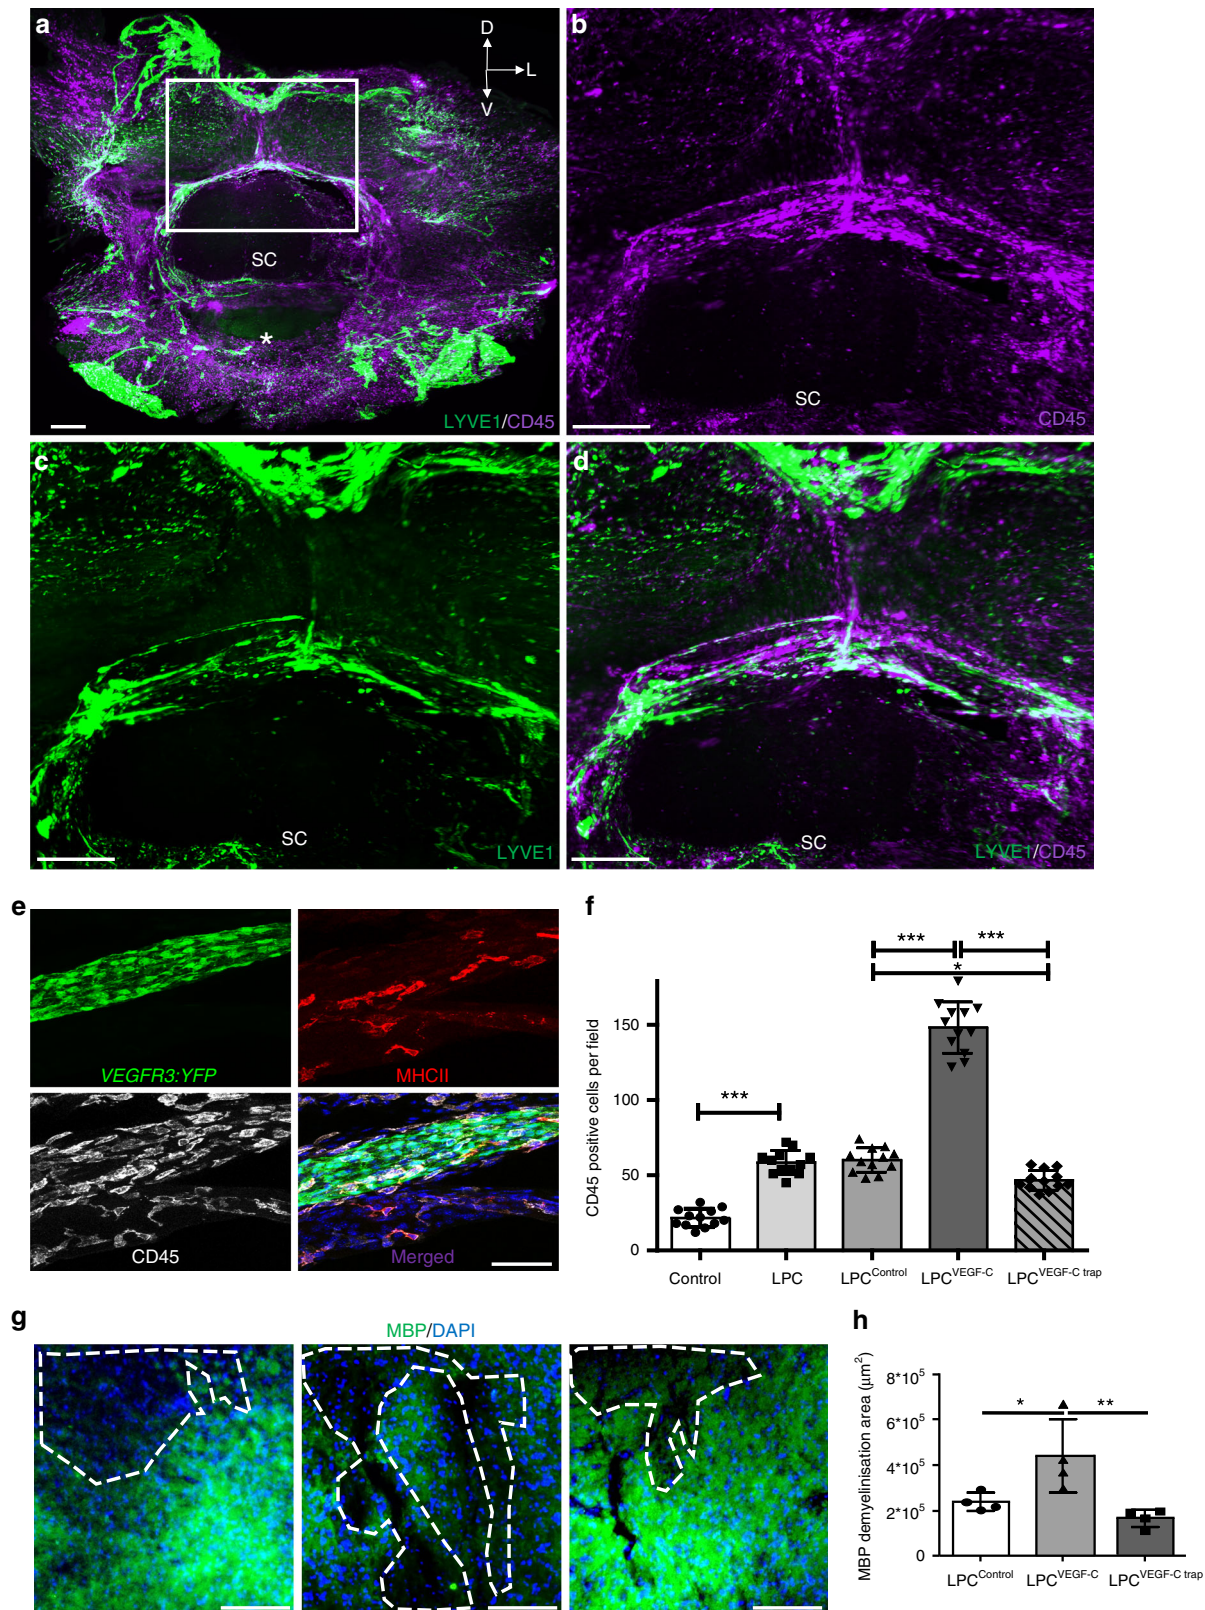 a
D
L
V
SC
*
LYVE1/CD45
b
SC
CD45
c
SC
LYVE1
d
SC
LYVE1/CD45
e
VEGFR3:YFP
MHCII
CD45
Merged
f
CD45 positive cells per field
150
100
50
0
***
***
***
*
Control
LPC
LPC^Control
LPC^VEGF-C
LPC^VEGF-C trap
g
MBP/DAPI
h
MBP demyelinisation area (µm²)
8*10⁵
6*10⁵
4*10⁵
2*10⁵
0
*
**
LPC^Control
LPC^VEGF-C
LPC^VEGF-C trap